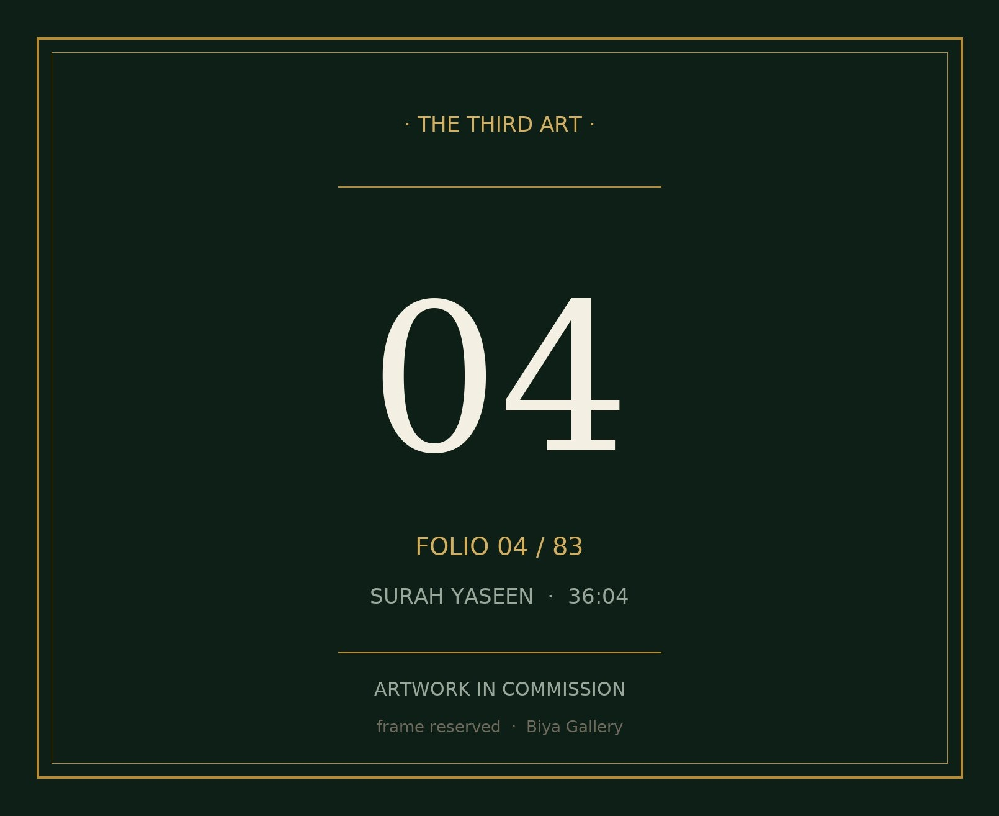 · THE THIRD ART ·
04
FOLIO 04 / 83
SURAH YASEEN · 36:04
ARTWORK IN COMMISSION
frame reserved · Biya Gallery